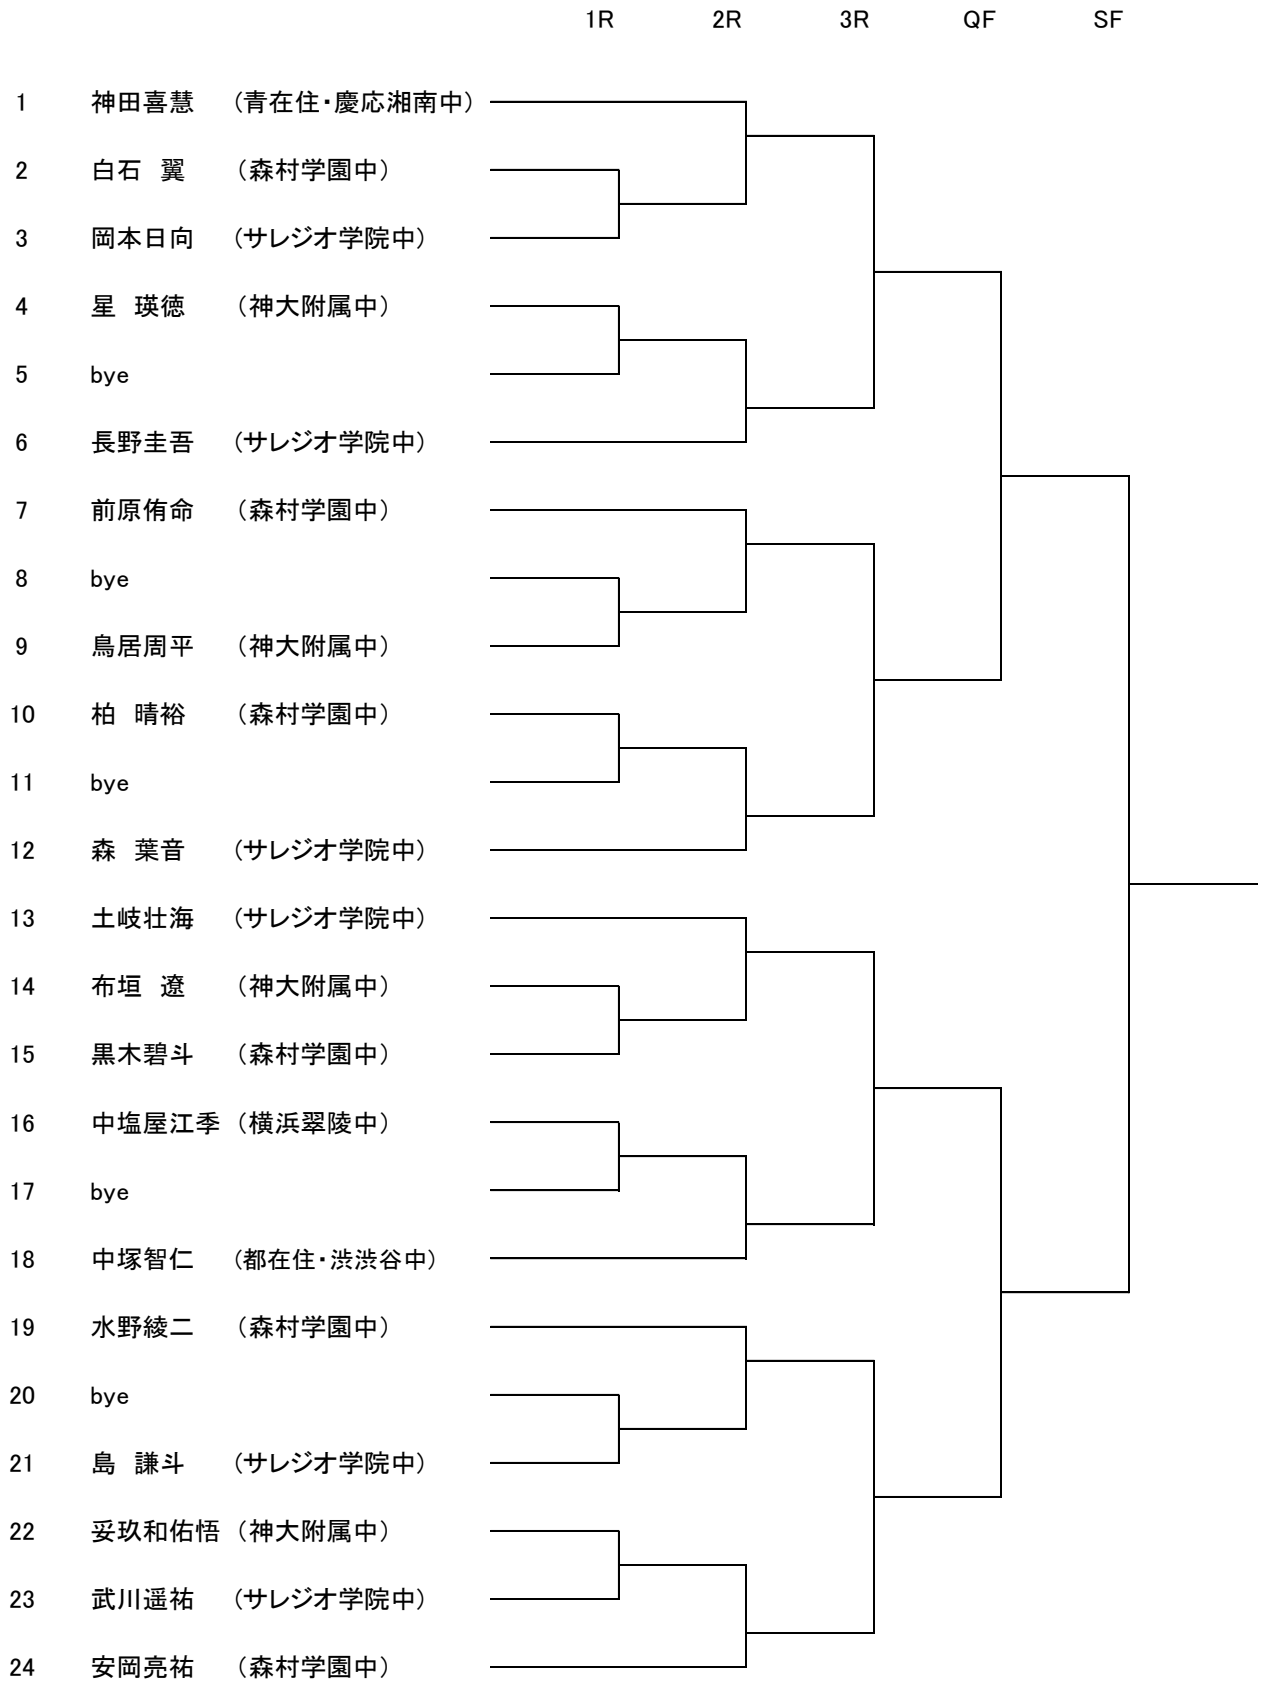 1R 2R 3R QF SF
1 神田喜慧 (青在住・慶応湘南中)
2 白石 翼 (森村学園中)
3 岡本日向 (サレジオ学院中)
4 星 瑛徳 (神大附属中)
5 bye
6 長野圭吾 (サレジオ学院中)
7 前原侑命 (森村学園中)
8 bye
9 鳥居周平 (神大附属中)
10 柏 晴裕 (森村学園中)
11 bye
12 森 葉音 (サレジオ学院中)
13 土岐壮海 (サレジオ学院中)
14 布垣 遼 (神大附属中)
15 黒木碧斗 (森村学園中)
16 中塩屋江季 (横浜翠陵中)
17 bye
18 中塚智仁 (都在住・渋渋谷中)
19 水野綾二 (森村学園中)
20 bye
21 島 謙斗 (サレジオ学院中)
22 妥玖和佑悟 (神大附属中)
23 武川遥祐 (サレジオ学院中)
24 安岡亮祐 (森村学園中)